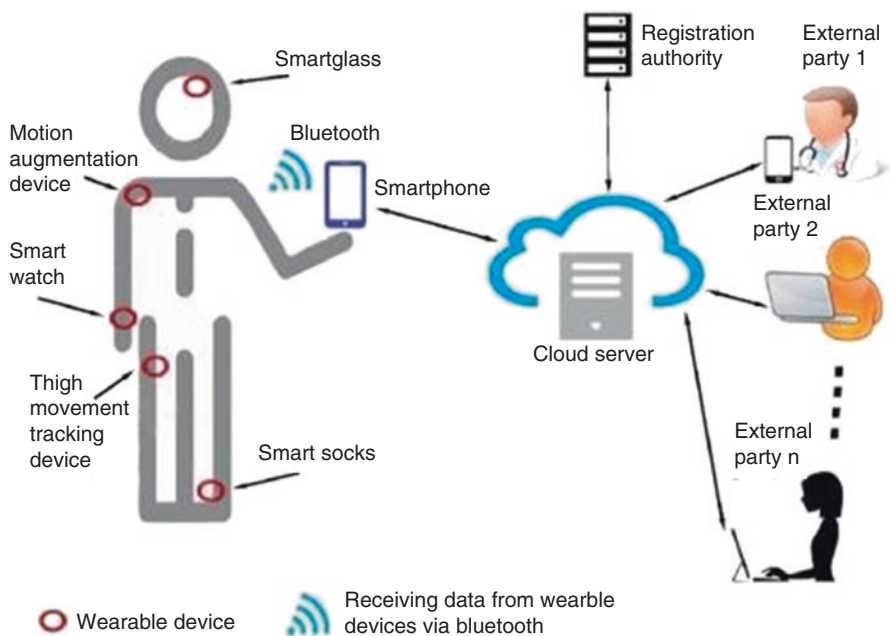 Smartglass
Registration
authority
External
party 1
Motion
augmentation
device
Bluetooth
Smartphone
External
party 2
Smart
watch
Cloud server
Thigh
movement
tracking
device
Smart socks
External
party n
Wearable device
Receiving data from wearble
devices via bluetooth